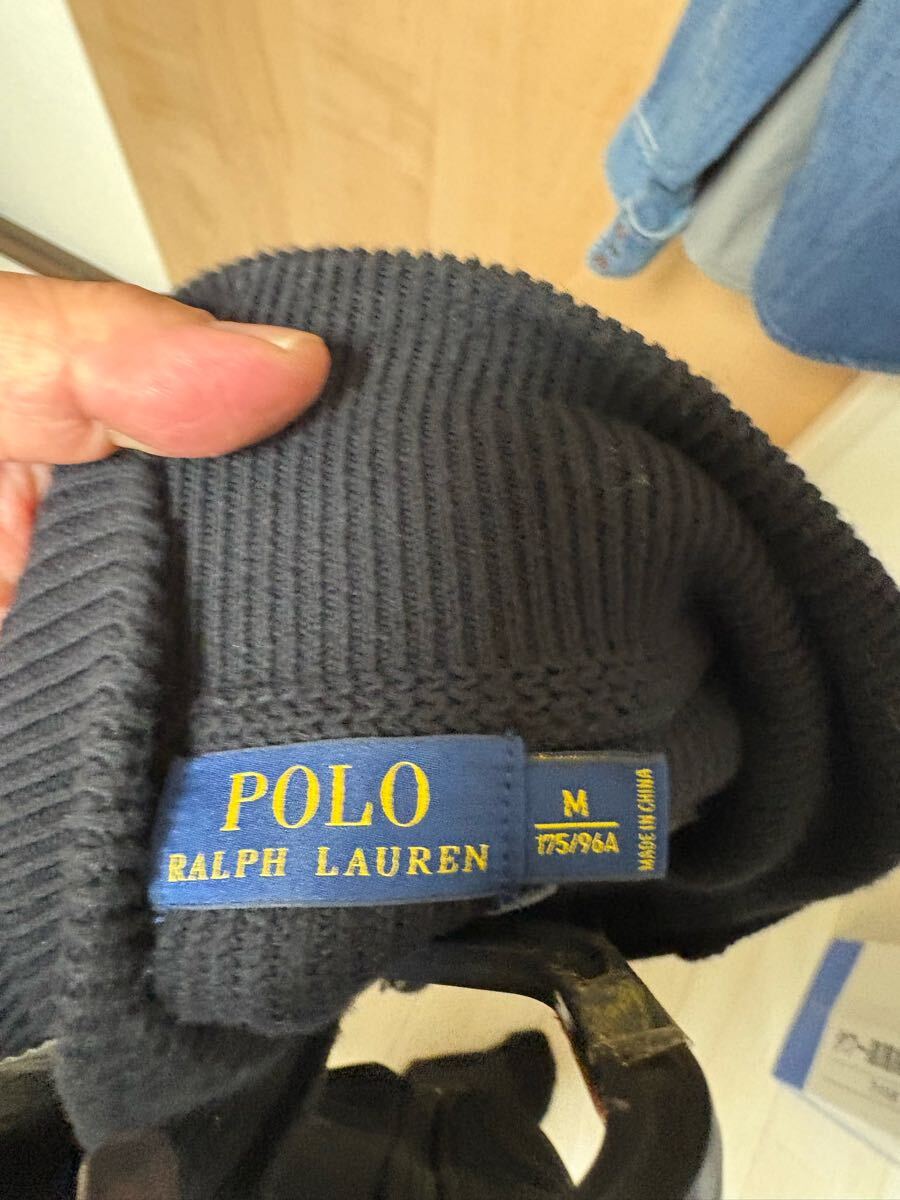 POLO
RALPH LAUREN
M
175/96A
MADE IN CHINA